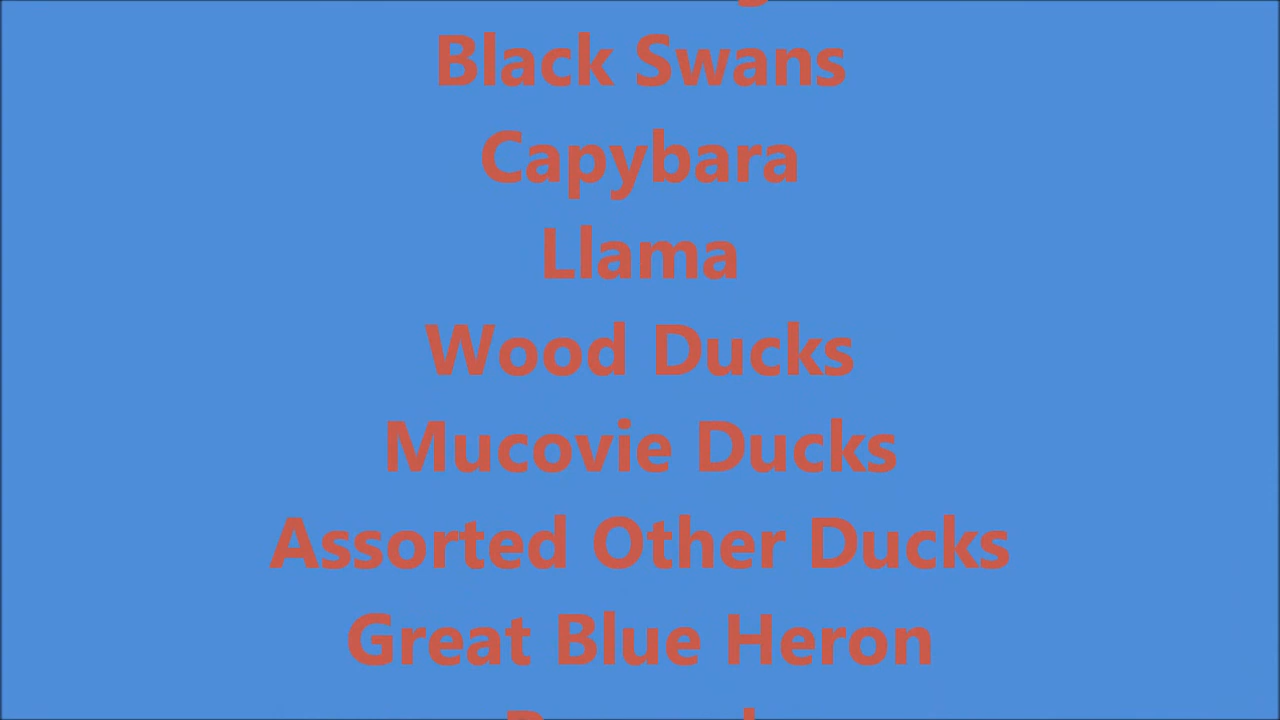 Black Swans
Capybara
Llama
Wood Ducks
Mucovie Ducks
Assorted Other Ducks
Great Blue Heron